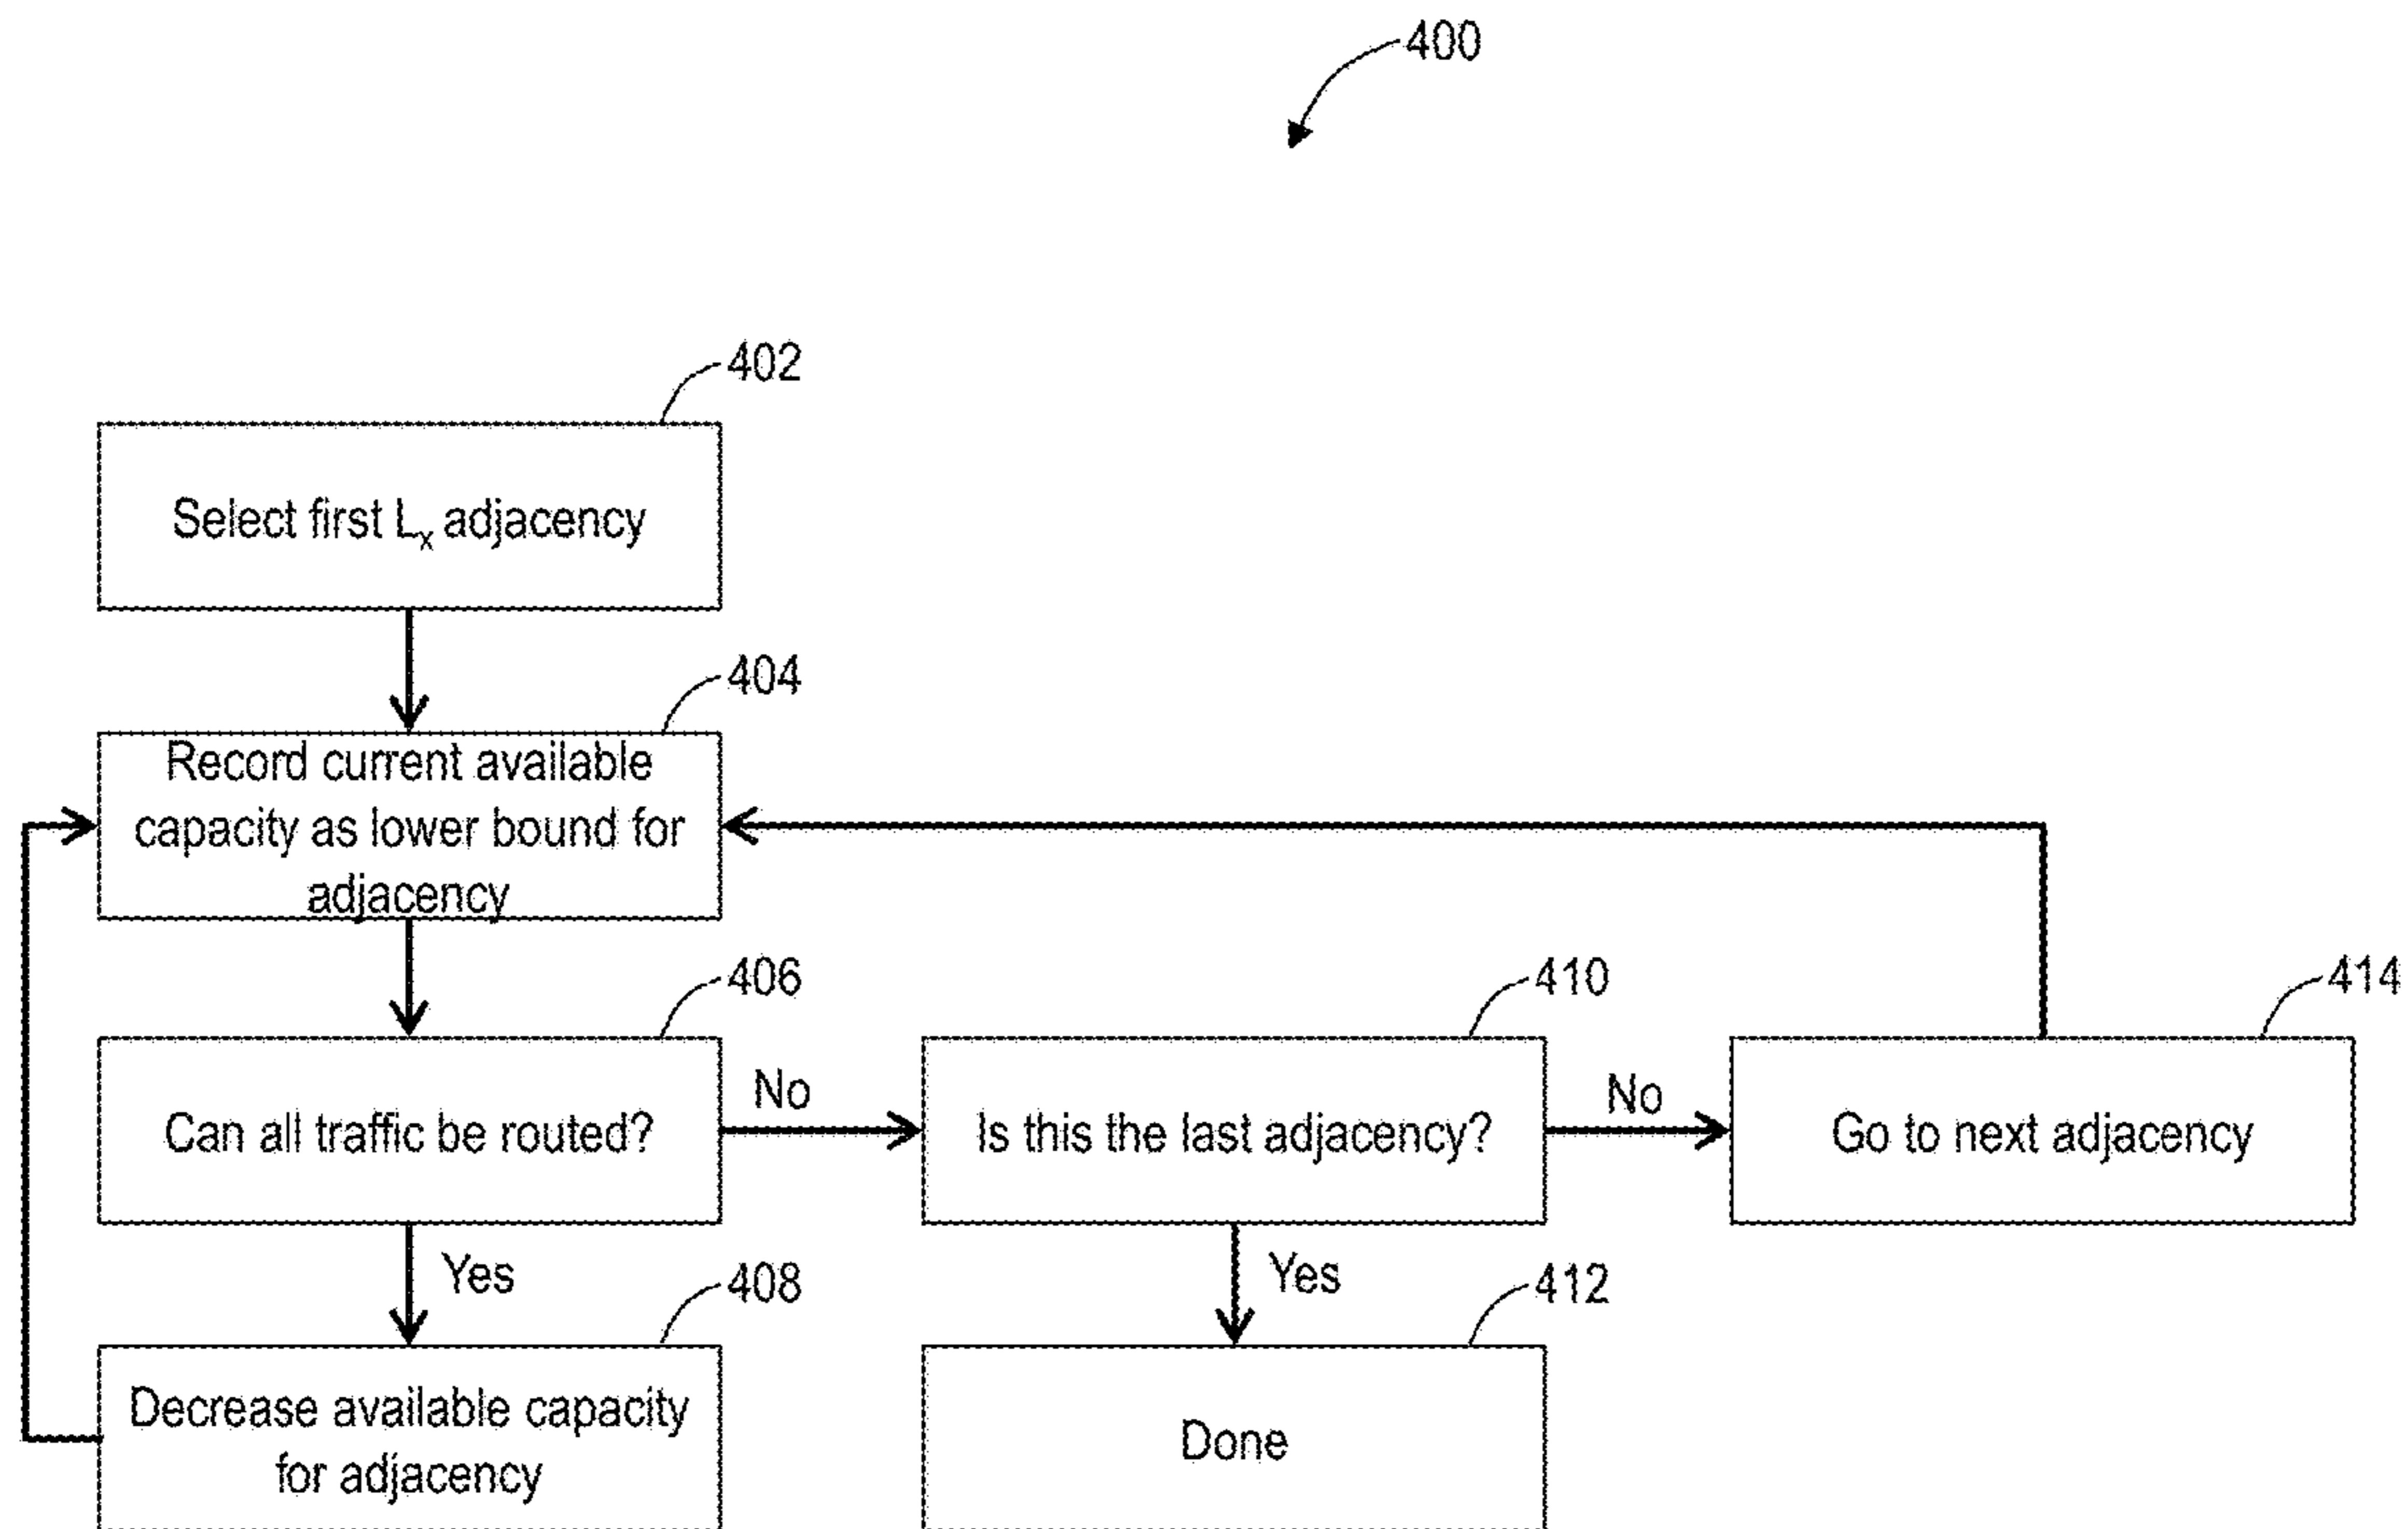 400
402
Select first Lx adjacency
404
Record current available
capacity as lower bound for
adjacency
406
410
414
Can all traffic be routed?
No
Is this the last adjacency?
No
Go to next adjacency
Yes
408
Yes
412
Decrease available capacity
for adjacency
Done